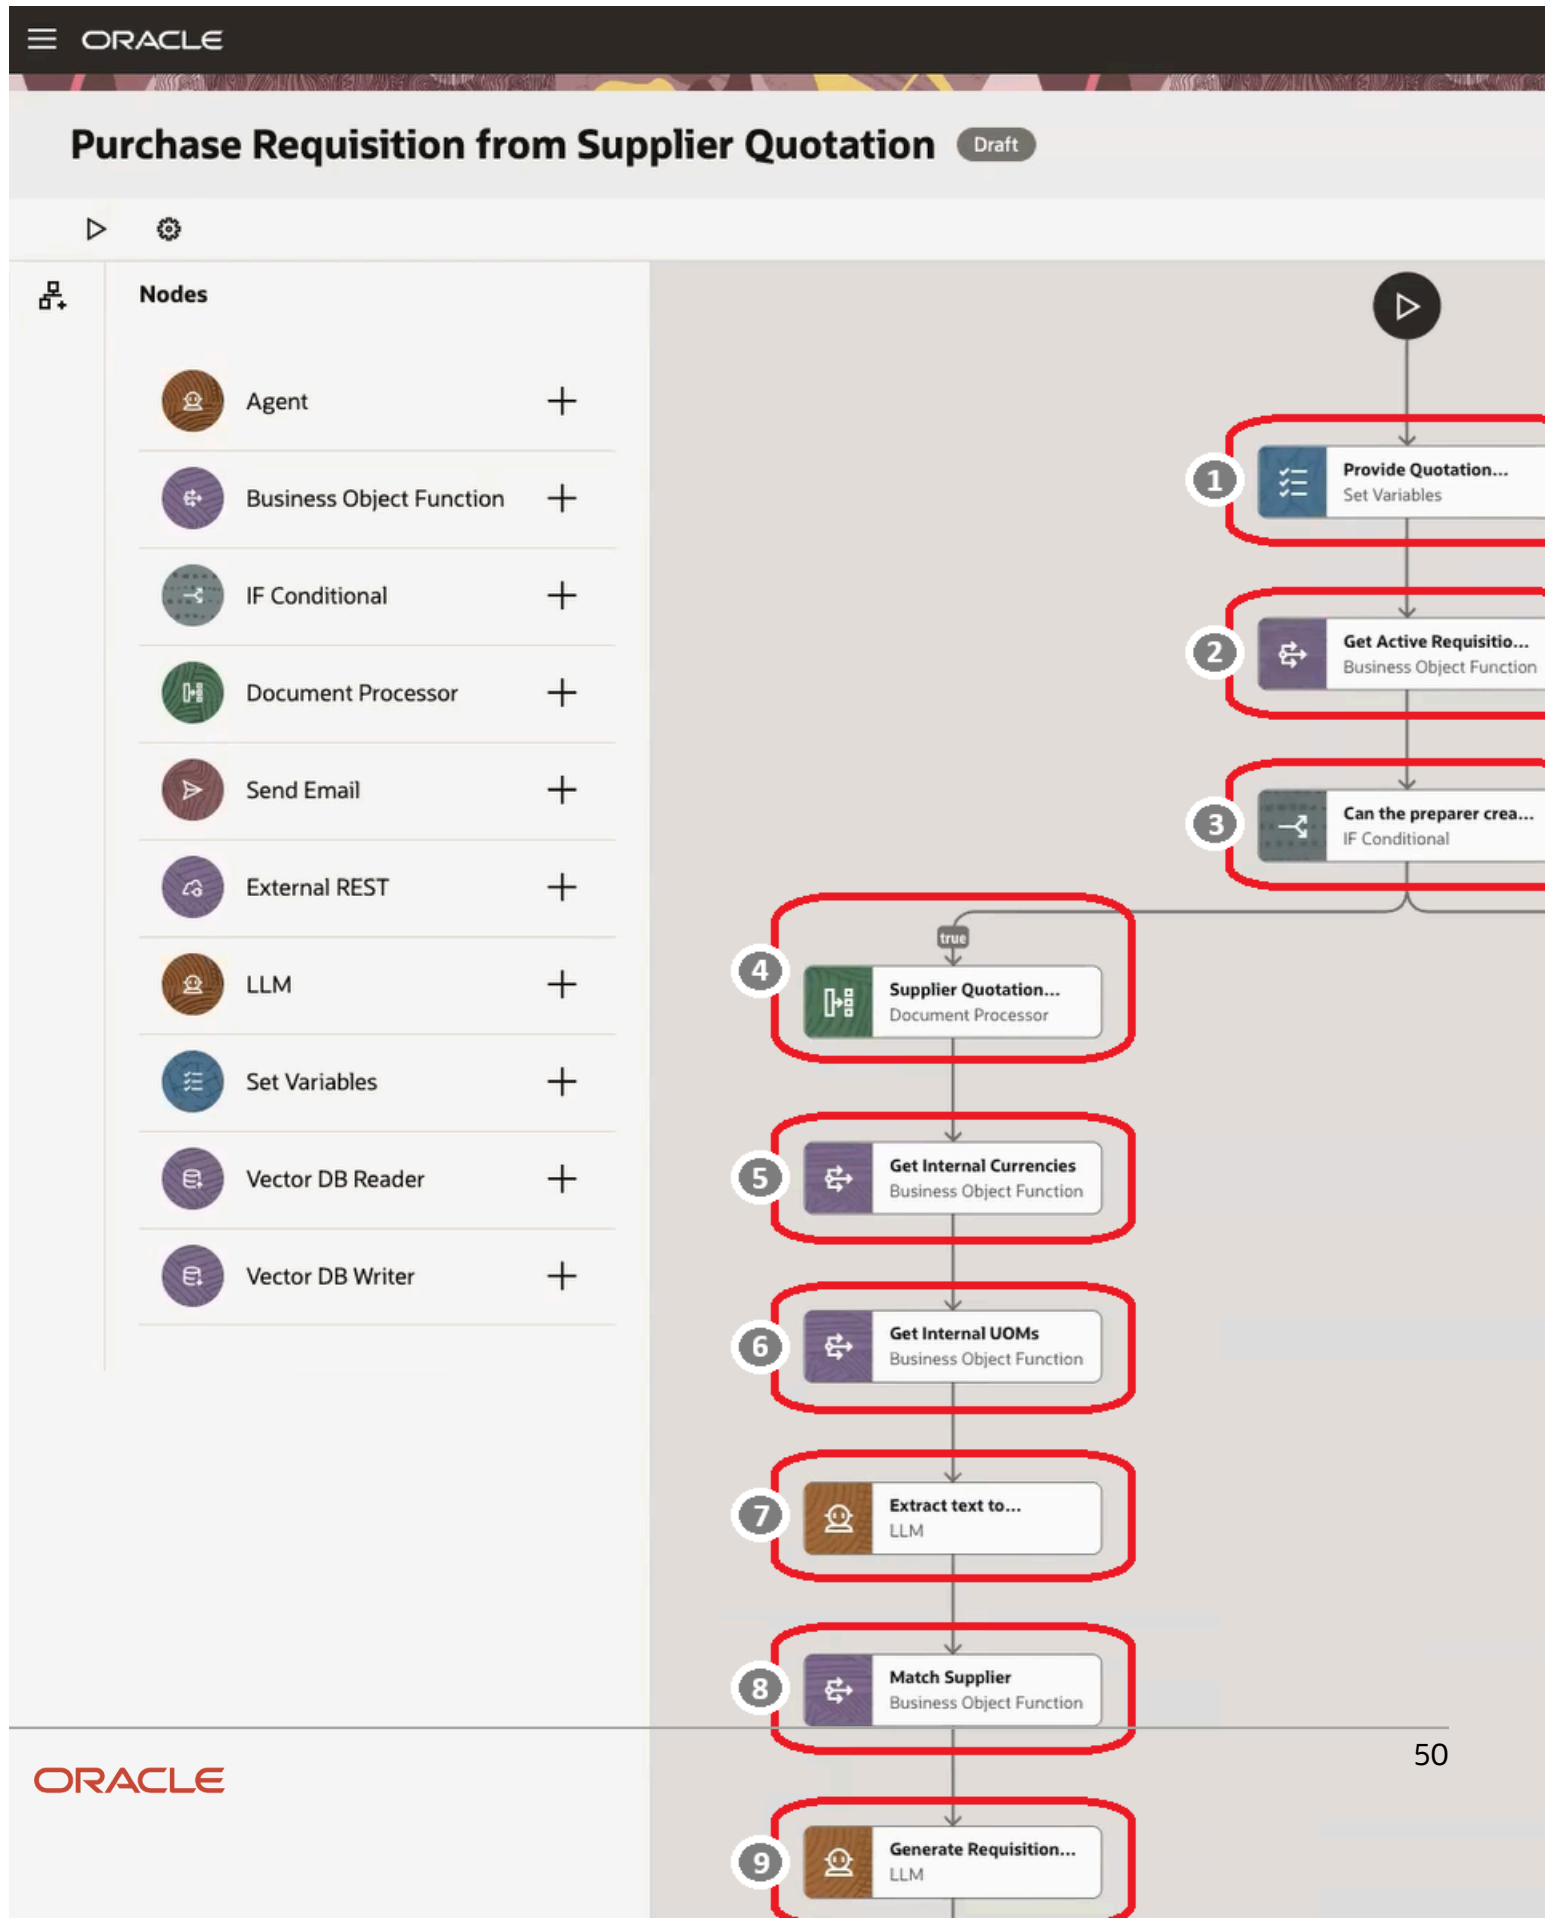 ORACLE
Purchase Requisition from Supplier Quotation Draft
Nodes
Agent
Business Object Function
IF Conditional
Document Processor
Send Email
External REST
LLM
Set Variables
Vector DB Reader
Vector DB Writer
1
Provide Quotation...
Set Variables
2
Get Active Requisitio...
Business Object Function
3
Can the preparer crea...
IF Conditional
true
4
Supplier Quotation...
Document Processor
5
Get Internal Currencies
Business Object Function
6
Get Internal UOMs
Business Object Function
7
Extract text to...
LLM
8
Match Supplier
Business Object Function
9
Generate Requisition...
LLM
50
ORACLE